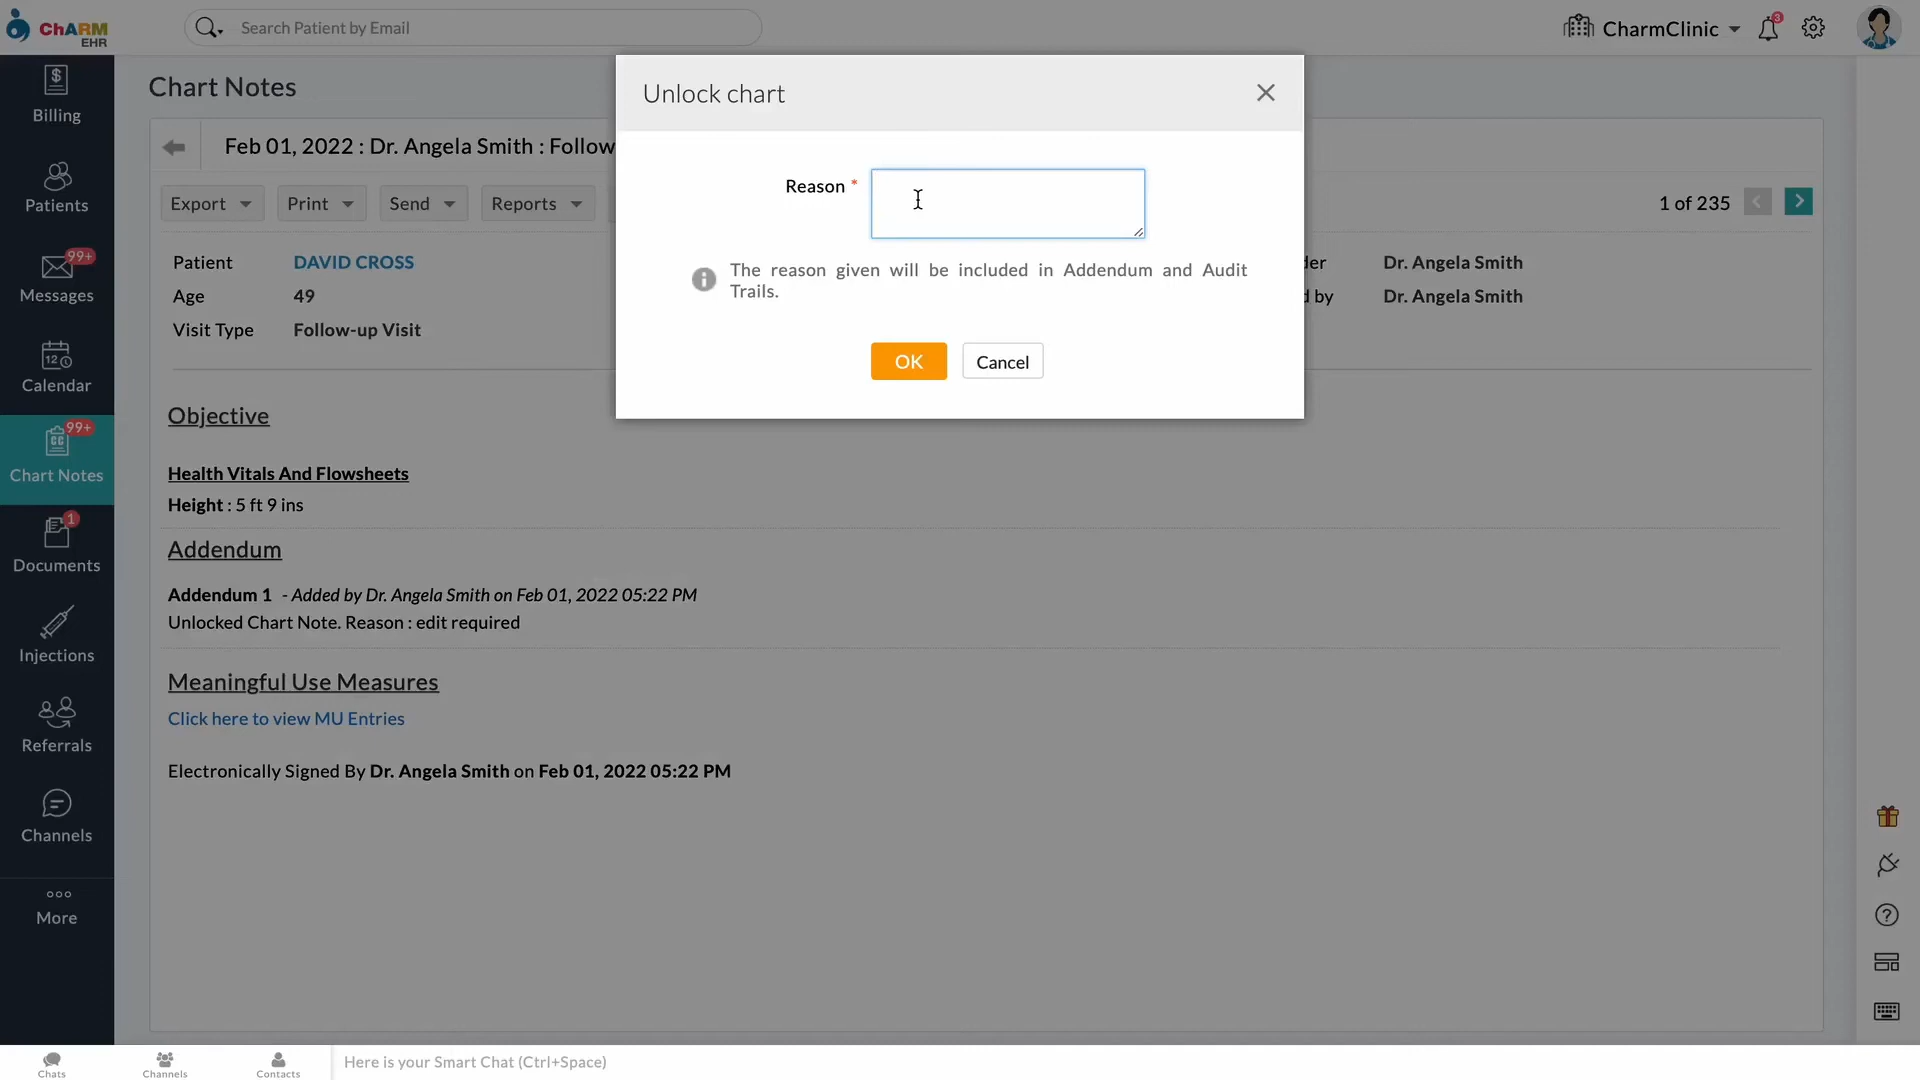 ChARM
EHR
Search Patient by Email
CharmClinic
3
Billing
Patients
99+
Messages
12
Calendar
99+
Chart Notes
1
Documents
Injections
Referrals
Channels
More
Chart Notes
Feb 01, 2022 : Dr. Angela Smith : Follow
Export
Print
Send
Reports
1 of 235
Patient
DAVID CROSS
Dr. Angela Smith
Age
49
Dr. Angela Smith
Visit Type
Follow-up Visit
Unlock chart
Reason *
The reason given will be included in Addendum and Audit
Trails.
OK
Cancel
Objective
Health Vitals And Flowsheets
Height : 5 ft 9 ins
Addendum
Addendum 1 - Added by Dr. Angela Smith on Feb 01, 2022 05:22 PM
Unlocked Chart Note. Reason : edit required
Meaningful Use Measures
Click here to view MU Entries
Electronically Signed By Dr. Angela Smith on Feb 01, 2022 05:22 PM
Chats
Channels
Contacts
Here is your Smart Chat (Ctrl+Space)